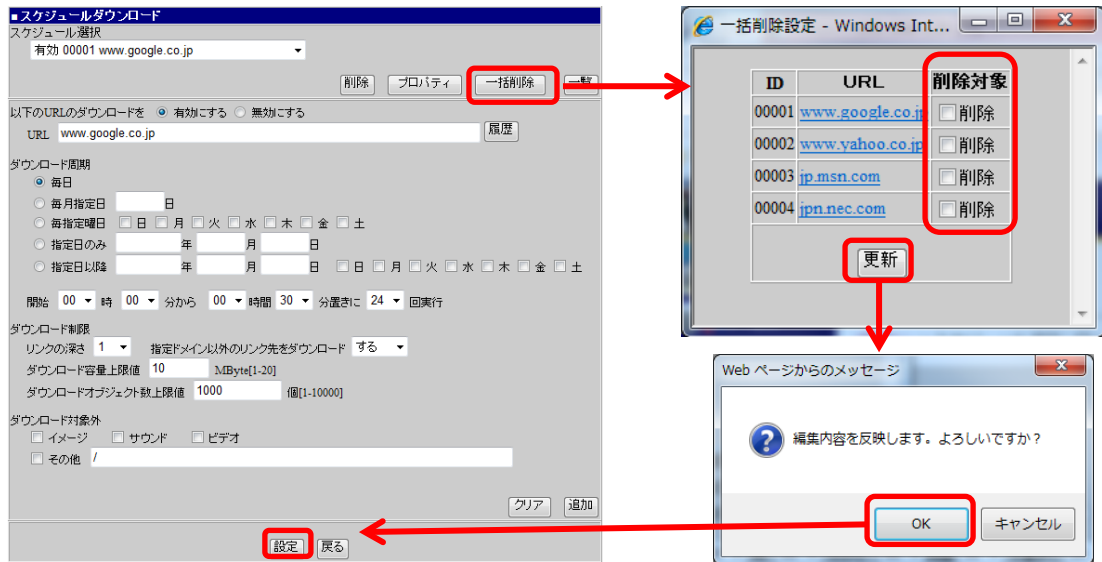 ■スケジュールダウンロード
スケジュール選択
有効 00001 www.google.co.jp
削除 プロパティ 一括削除 一覧
以下のURLのダウンロードを 有効にする 無効にする
URL www.google.co.jp 履歴
ダウンロード周期
毎日
毎月指定日 日
毎指定曜日 日 月 火 水 木 金 土
指定日のみ 年 月 日
指定日以降 年 月 日 日 月 火 水 木 金 土
開始 00 時 00 分から 00 時間 30 分置きに 24 回実行
ダウンロード制限
リンクの深さ 1 指定ドメイン以外のリンク先をダウンロード する
ダウンロード容量上限値 10 MByte[1-20]
ダウンロードオブジェクト数上限値 1000 個[1-10000]
ダウンロード対象外
イメージ サウンド ビデオ
その他 /
クリア 追加
設定 戻る
一括削除設定 - Windows Int...
ID URL 削除対象
00001 www.google.co.jp 削除
00002 www.yahoo.co.jp 削除
00003 jp.msn.com 削除
00004 jpn.nec.com 削除
更新
Web ページからのメッセージ
編集内容を反映します。よろしいですか？
OK キャンセル